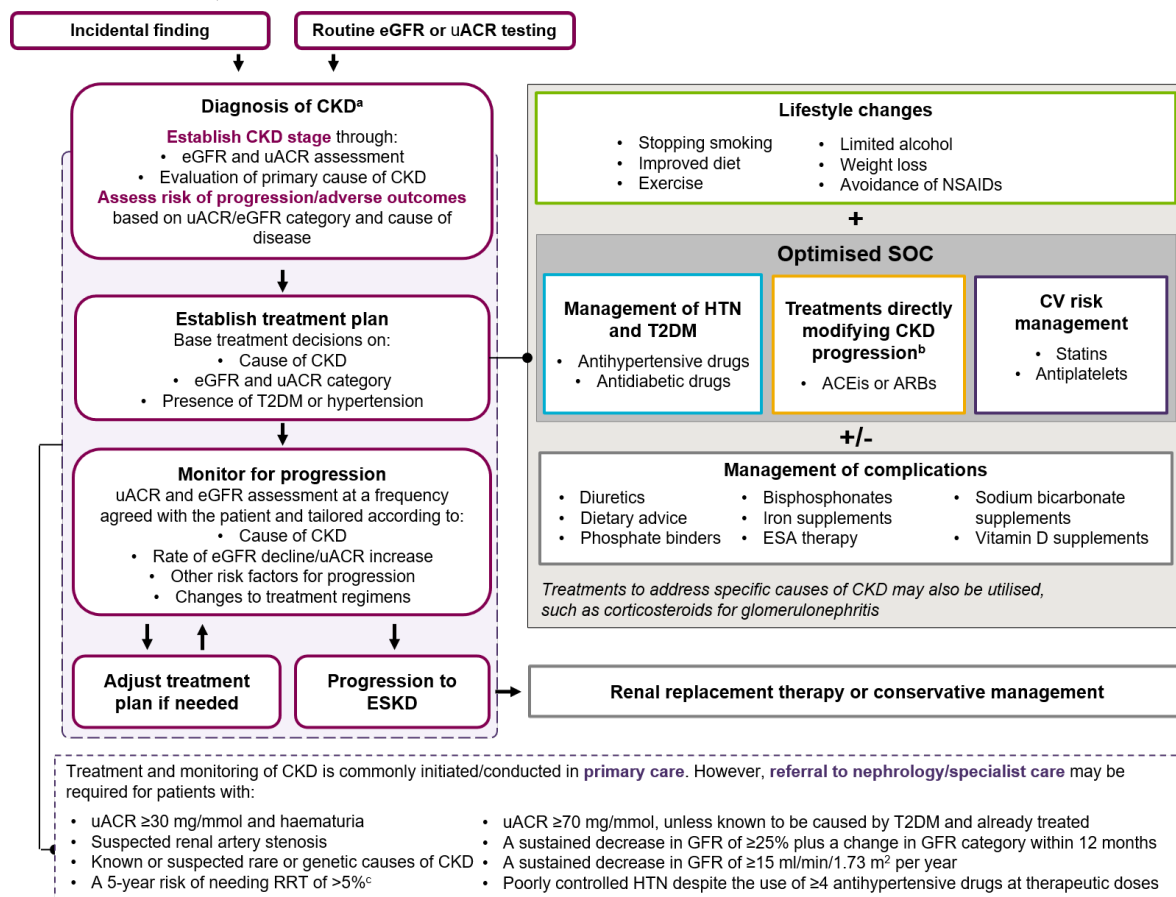 Incidental finding
Routine eGFR or uACR testing
Diagnosis of CKDᵃ
Establish CKD stage through:
• eGFR and uACR assessment
• Evaluation of primary cause of CKD
Assess risk of progression/adverse outcomes
based on uACR/eGFR category and cause of
disease
Establish treatment plan
Base treatment decisions on:
• Cause of CKD
• eGFR and uACR category
• Presence of T2DM or hypertension
Monitor for progression
uACR and eGFR assessment at a frequency
agreed with the patient and tailored according to:
• Cause of CKD
• Rate of eGFR decline/uACR increase
• Other risk factors for progression
• Changes to treatment regimens
Adjust treatment
plan if needed
Progression to
ESKD
Lifestyle changes
• Stopping smoking
• Improved diet
• Exercise
• Limited alcohol
• Weight loss
• Avoidance of NSAIDs
+
Optimised SOC
Management of HTN
and T2DM
• Antihypertensive drugs
• Antidiabetic drugs
Treatments directly
modifying CKD
progressionᵇ
• ACEis or ARBs
CV risk
management
• Statins
• Antiplatelets
+/-
Management of complications
• Diuretics
• Dietary advice
• Phosphate binders
• Bisphosphonates
• Iron supplements
• ESA therapy
• Sodium bicarbonate
supplements
• Vitamin D supplements
Treatments to address specific causes of CKD may also be utilised,
such as corticosteroids for glomerulonephritis
Renal replacement therapy or conservative management
Treatment and monitoring of CKD is commonly initiated/conducted in primary care. However, referral to nephrology/specialist care may be
required for patients with:
• uACR ≥30 mg/mmol and haematuria
• Suspected renal artery stenosis
• Known or suspected rare or genetic causes of CKD
• A 5-year risk of needing RRT of >5%ᶜ
• uACR ≥70 mg/mmol, unless known to be caused by T2DM and already treated
• A sustained decrease in GFR of ≥25% plus a change in GFR category within 12 months
• A sustained decrease in GFR of ≥15 ml/min/1.73 m² per year
• Poorly controlled HTN despite the use of ≥4 antihypertensive drugs at therapeutic doses